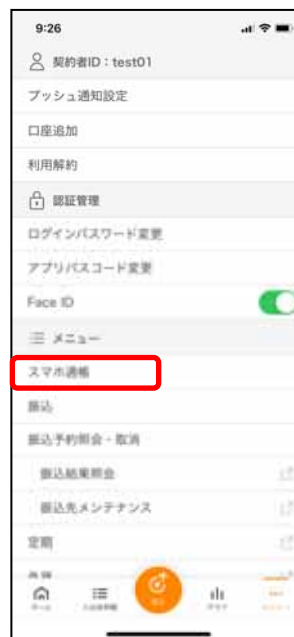 9:26
契約者ID：test01
プッシュ通知設定
口座追加
利用解約
認証管理
ログインパスワード変更
アプリパスコード変更
Face ID
メニュー
スマホ通帳
振込
振込予約照会・取消
振込結果照会
振込先メンテナンス
定期
ホーム